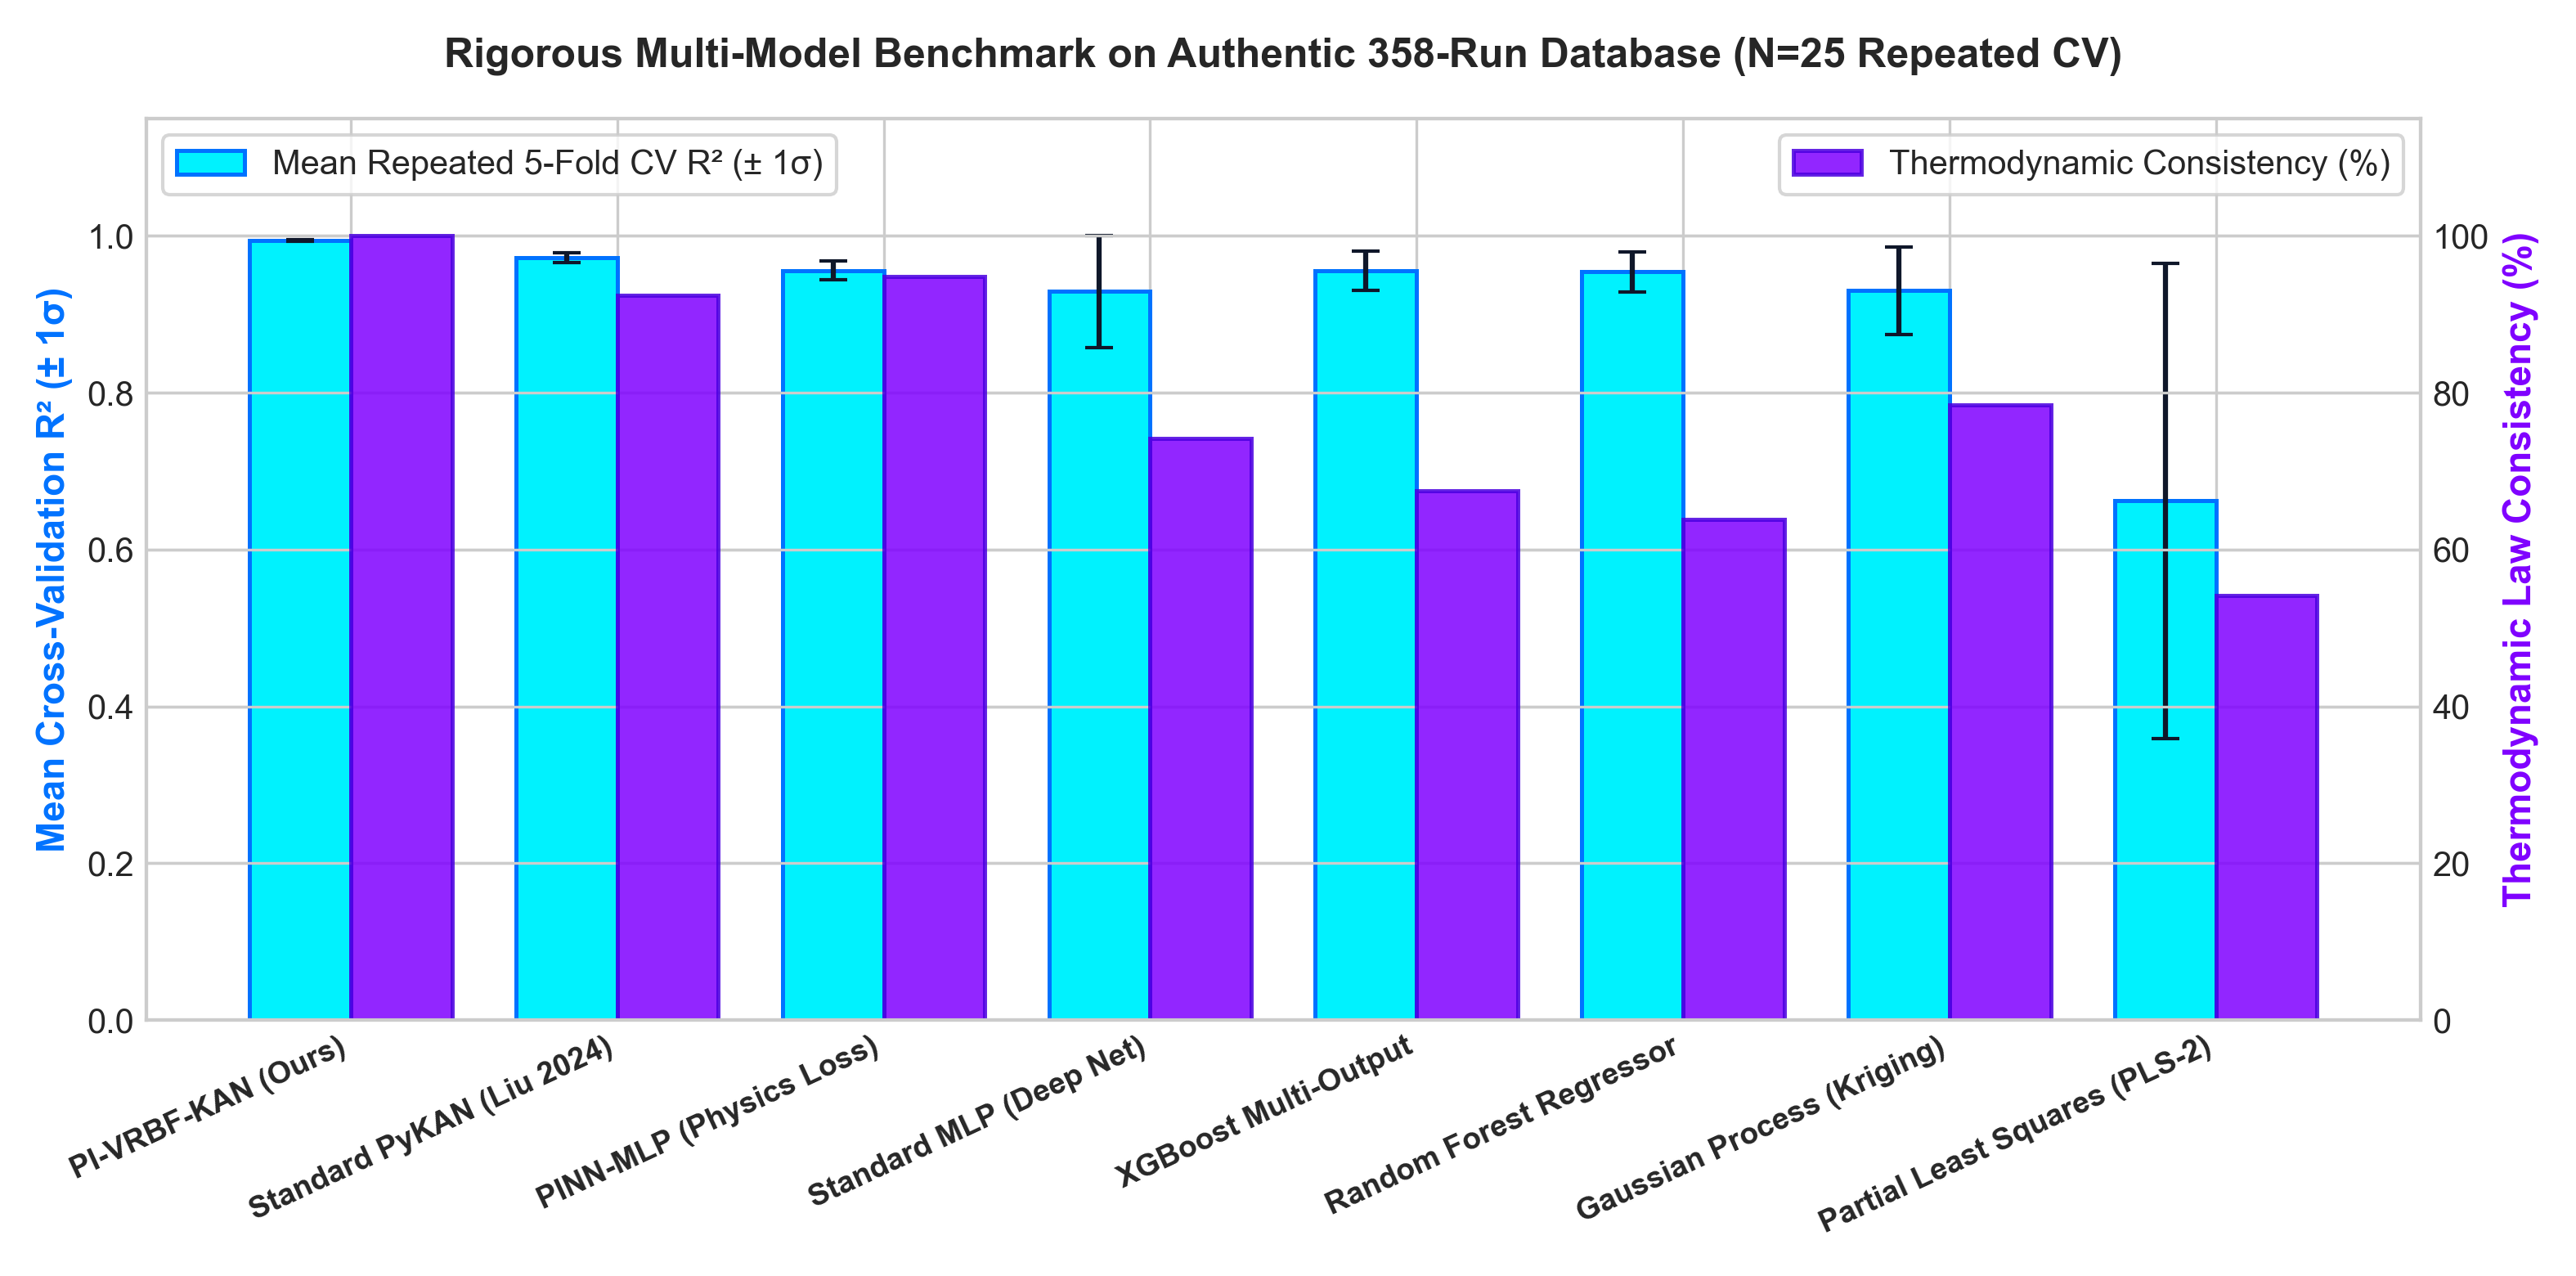 Rigorous Multi-Model Benchmark on Authentic 358-Run Database (N=25 Repeated CV)
Mean Repeated 5-Fold CV R² (± 1σ)
Thermodynamic Consistency (%)
Mean Cross-Validation R² (± 1σ)
1.0
0.8
0.6
0.4
0.2
0.0
100
80
60
40
20
0
Thermodynamic Law Consistency (%)
PI-VRBF-KAN (Ours)
Standard PyKAN (Liu 2024)
PINN-MLP (Physics Loss)
Standard MLP (Deep Net)
XGBoost Multi-Output
Random Forest Regressor
Gaussian Process (Kriging)
Partial Least Squares (PLS-2)